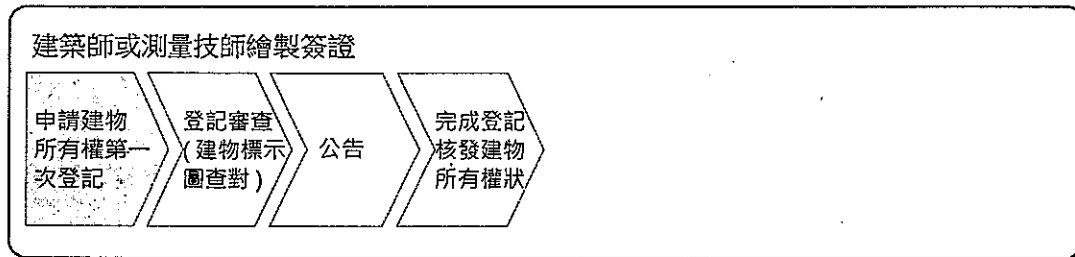 建築師或測量技師繪製簽證
申請建物
所有權第一
次登記
登記審查
(建物標示
圖查對)
公告
完成登記
核發建物
所有權狀